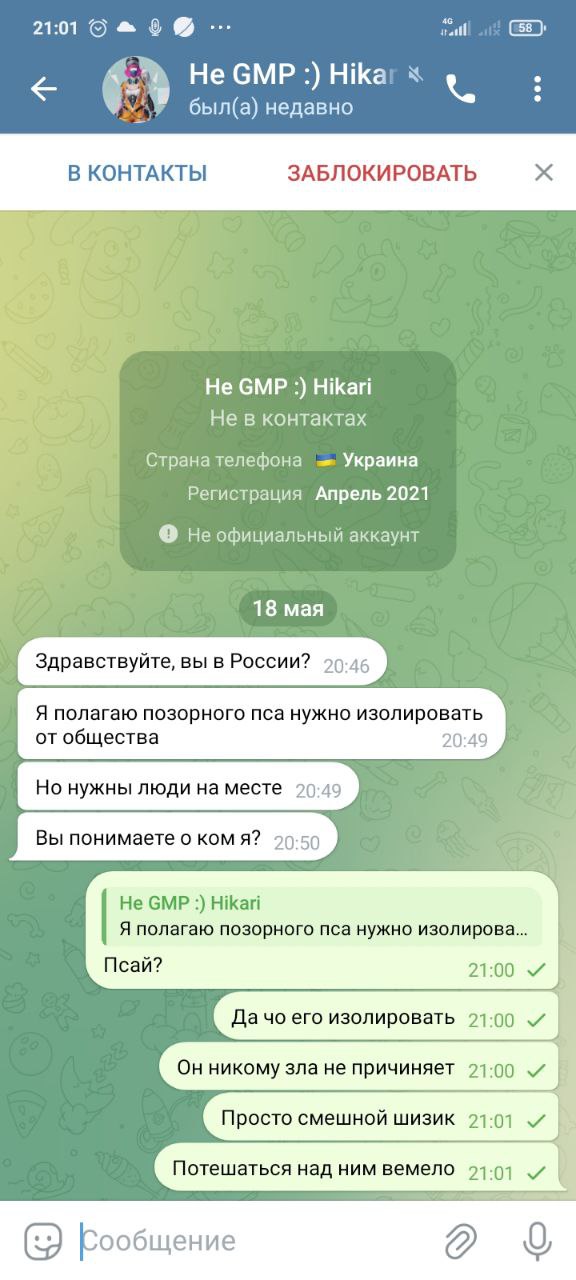 21:01 ... 4G 58
Не GMP :) Hikar
был(а) недавно
В КОНТАКТЫ ЗАБЛОКИРОВАТЬ
Не GMP :) Hikari
Не в контактах
Страна телефона Украина
Регистрация Апрель 2021
Не официальный аккаунт
18 мая
Здравствуйте, вы в России? 20:46
Я полагаю позорного пса нужно изолировать
от общества 20:49
Но нужны люди на месте 20:49
Вы понимаете о ком я? 20:50
Не GMP :) Hikari
Я полагаю позорного пса нужно изолирова...
Псай? 21:00
Да чо его изолировать 21:00
Он никому зла не причиняет 21:00
Просто смешной шизик 21:01
Потешаться над ним вемело 21:01
Сообщение